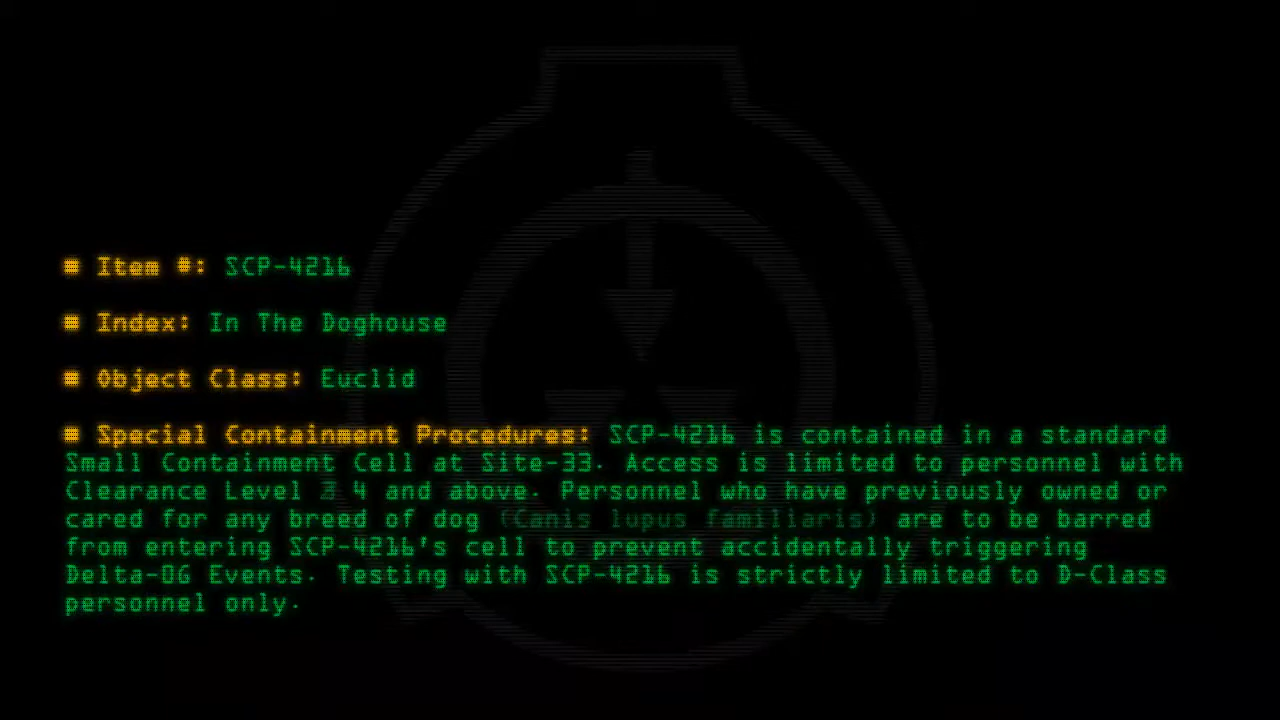 ■ Item #: SCP-4216
■ Index: In The Doghouse
■ Object Class: Euclid
■ Special Containment Procedures: SCP-4216 is contained in a standard
Small Containment Cell at Site-33. Access is limited to personnel with
Clearance Level 3 4 and above. Personnel who have previously owned or
cared for any breed of dog (Canis lupus familiaris) are to be barred
from entering SCP-4216's cell to prevent accidentally triggering
Delta-OG Events. Testing with SCP-4216 is strictly limited to D-Class
personnel only.